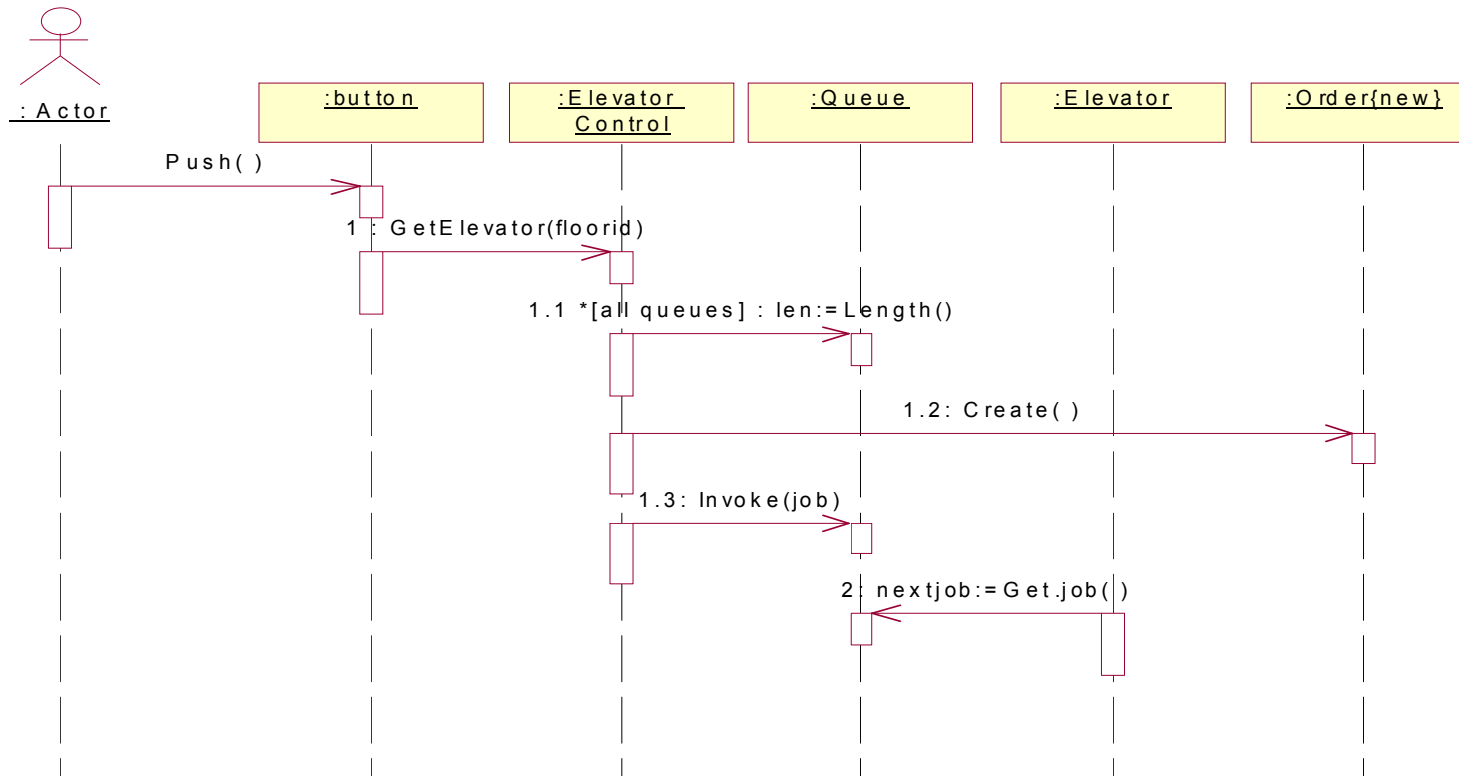 : Actor
:button
:Elevator
Control
:Queue
:Elevator
:Order{new}
Push( )
1 : GetElevator(floorid)
1.1 *[all queues] : len:=Length()
1.2: Create( )
1.3: Invoke(job)
2: nextjob:=Get.job( )